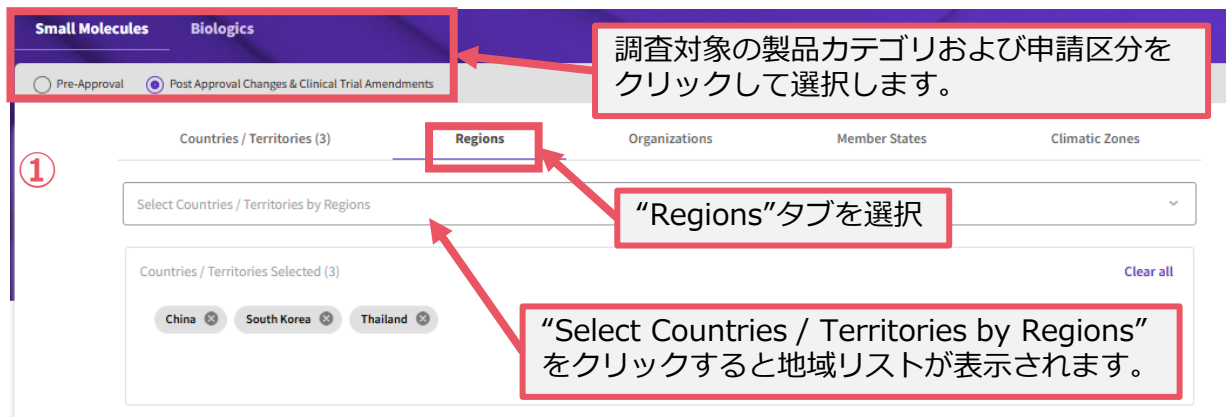 Small Molecules Biologics
調査対象の製品カテゴリおよび申請区分を
クリックして選択します。
Pre-Approval Post Approval Changes & Clinical Trial Amendments
①
Countries / Territories (3) Regions Organizations Member States Climatic Zones
Select Countries / Territories by Regions
“Regions”タブを選択
Countries / Territories Selected (3) Clear all
China South Korea Thailand
“Select Countries / Territories by Regions”
をクリックすると地域リストが表示されます。